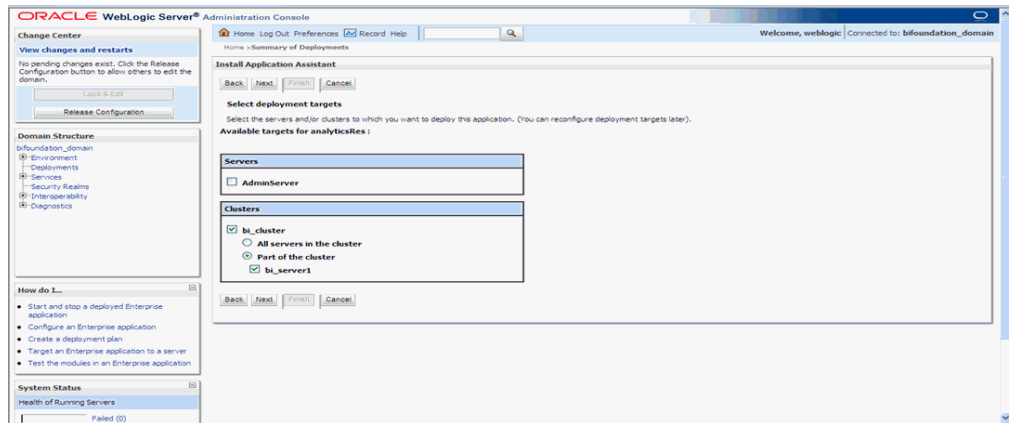 ORACLE WebLogic Server® Administration Console
Change Center
View changes and restarts
No pending changes exist. Click the Release
Configuration button to allow others to edit the
domain.
Lock & Edit
Release Configuration
Domain Structure
bifoundation_domain
Environment
Deployments
Services
Security Realms
Interoperability
Diagnostics
How do I...
Start and stop a deployed Enterprise
application
Configure an Enterprise application
Create a deployment plan
Target an Enterprise application to a server
Test the modules in an Enterprise application
System Status
Health of Running Servers
Failed (0)
Home Log Out Preferences Record Help
Welcome, weblogic Connected to: bifoundation_domain
Home >Summary of Deployments
Install Application Assistant
Back Next Finish Cancel
Select deployment targets
Select the servers and/or clusters to which you want to deploy this application. (You can reconfigure deployment targets later).
Available targets for analyticsRes :
Servers
AdminServer
Clusters
bi_cluster
All servers in the cluster
Part of the cluster
bi_server1
Back Next Finish Cancel